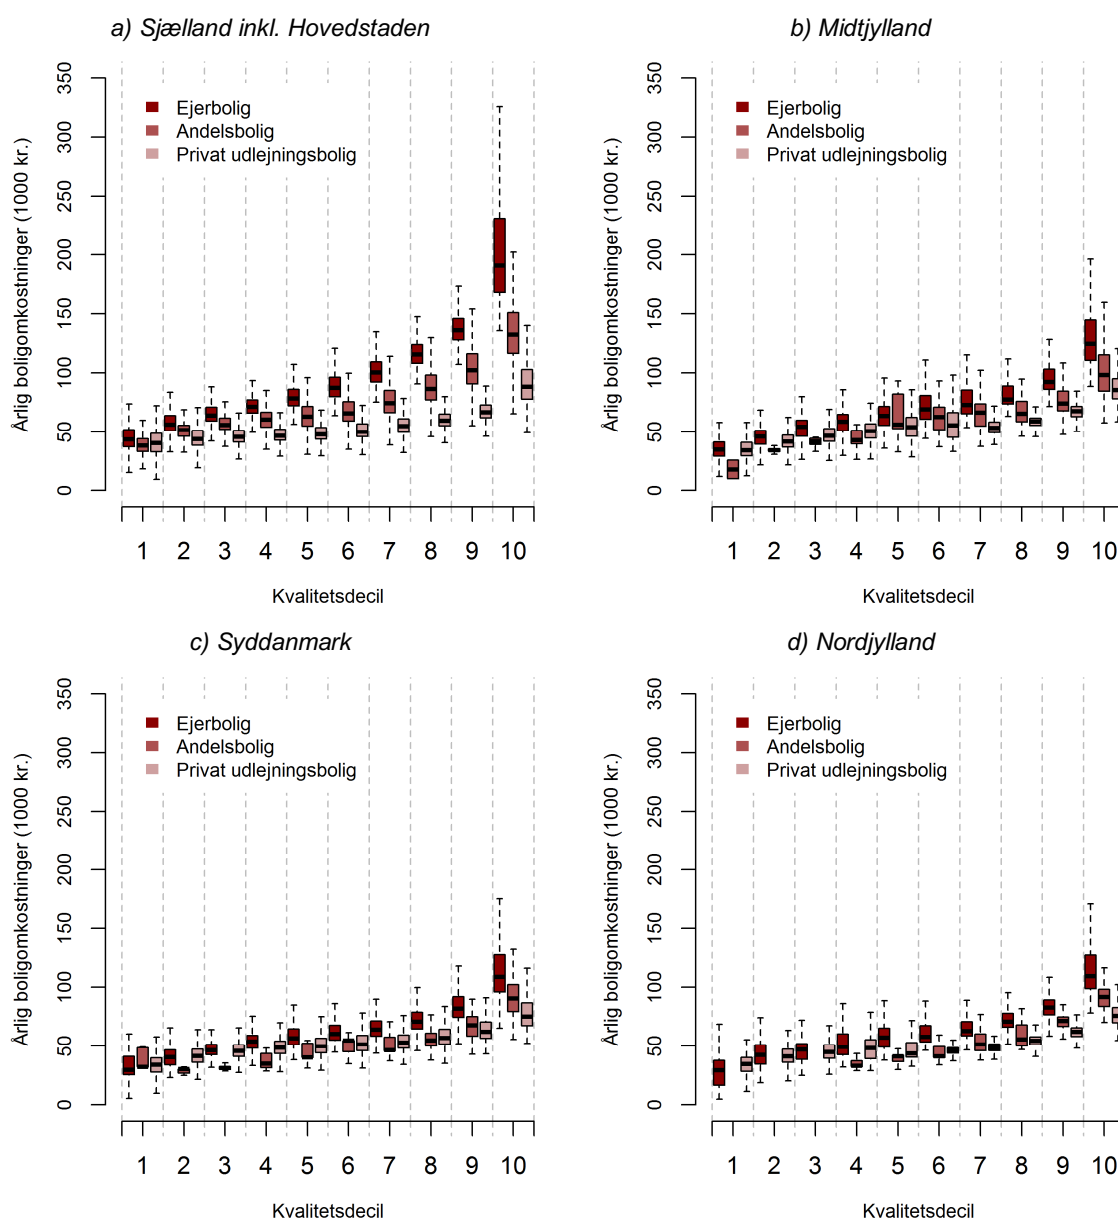 a) Sjælland inkl. Hovedstaden
Årlig boligomkostninger (1000 kr.)
350
300
250
200
150
100
50
0
Ejerbolig
Andelsbolig
Privat udlejningsbolig
1 2 3 4 5 6 7 8 9 10
Kvalitetsdecil
b) Midtjylland
Årlig boligomkostninger (1000 kr.)
350
300
250
200
150
100
50
0
Ejerbolig
Andelsbolig
Privat udlejningsbolig
1 2 3 4 5 6 7 8 9 10
Kvalitetsdecil
c) Syddanmark
Årlig boligomkostninger (1000 kr.)
350
300
250
200
150
100
50
0
Ejerbolig
Andelsbolig
Privat udlejningsbolig
1 2 3 4 5 6 7 8 9 10
Kvalitetsdecil
d) Nordjylland
Årlig boligomkostninger (1000 kr.)
350
300
250
200
150
100
50
0
Ejerbolig
Andelsbolig
Privat udlejningsbolig
1 2 3 4 5 6 7 8 9 10
Kvalitetsdecil